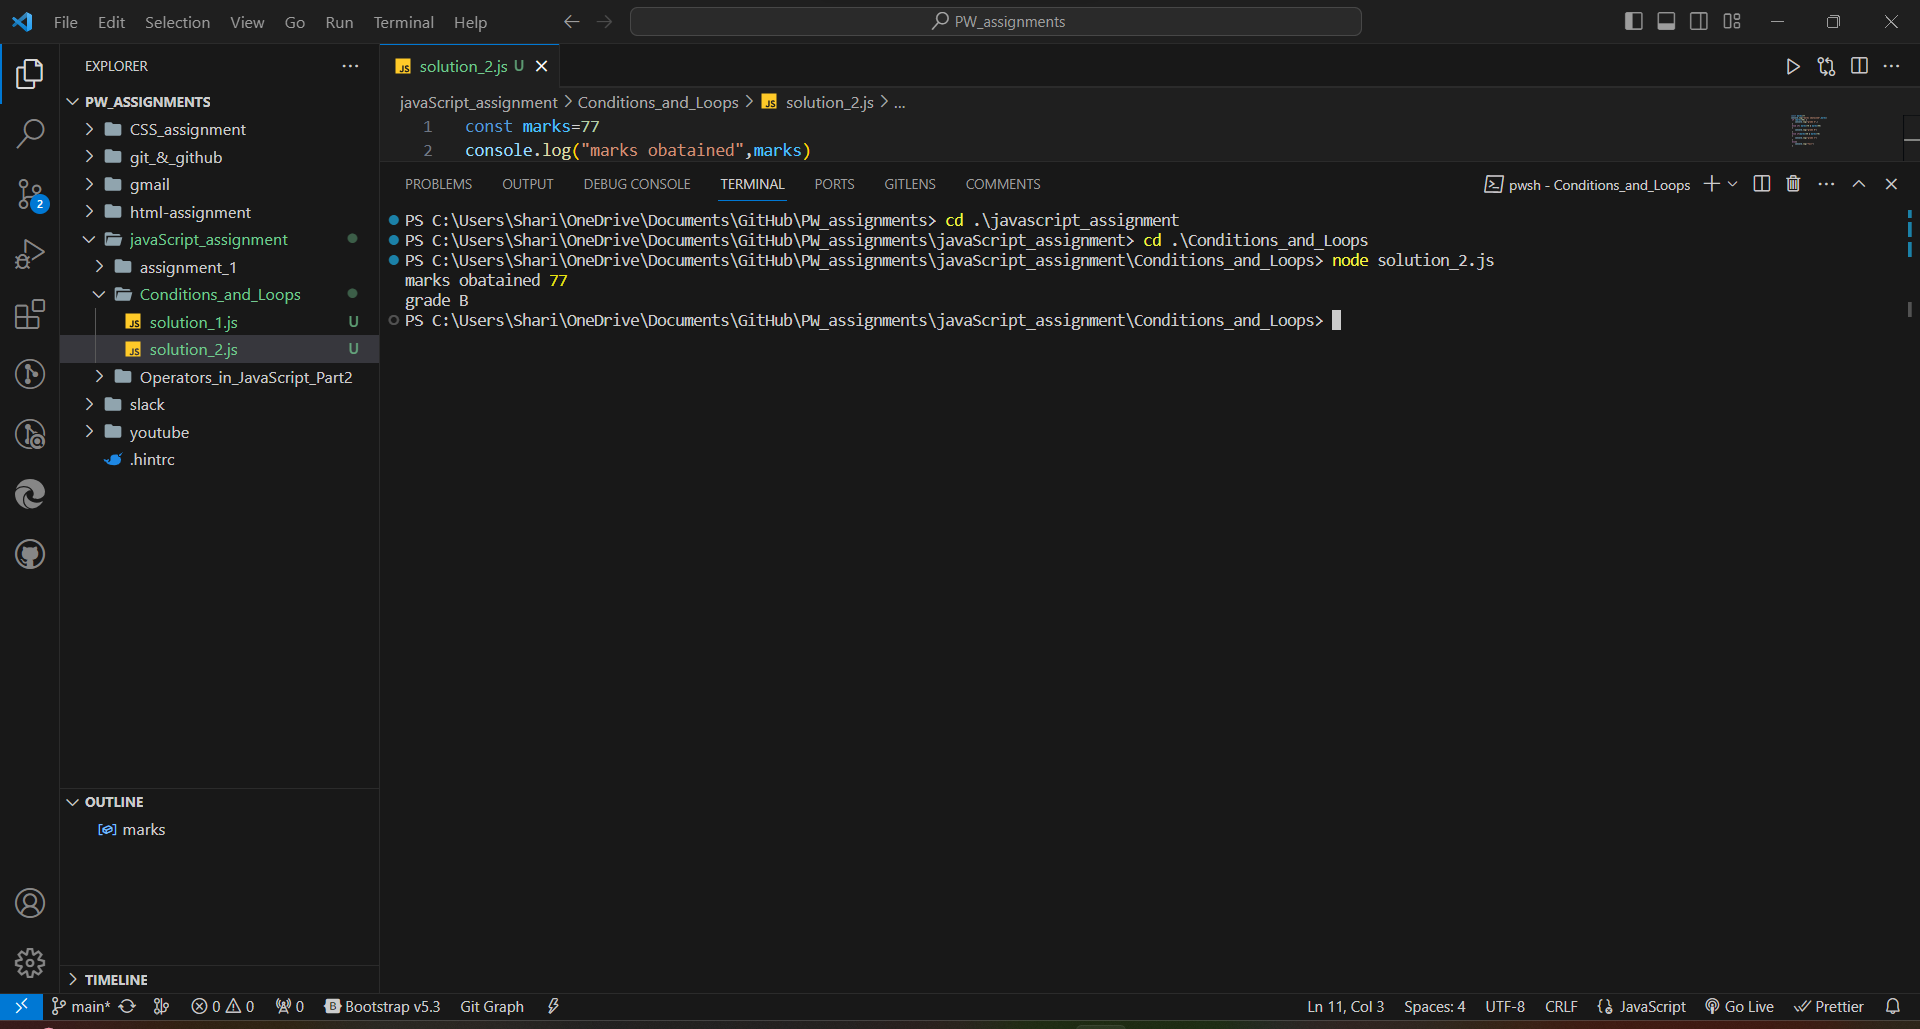 File Edit Selection View Go Run Terminal Help
PW_assignments
EXPLORER
PW_ASSIGNMENTS
CSS_assignment
git_&_github
gmail
html-assignment
javaScript_assignment
assignment_1
Conditions_and_Loops
solution_1.js U
solution_2.js U
Operators_in_JavaScript_Part2
slack
youtube
.hintrc
OUTLINE
marks
TIMELINE
2
solution_2.js U
javaScript_assignment > Conditions_and_Loops > JS solution_2.js > ...
1 const marks=77
2 console.log("marks obatained",marks)
PROBLEMS OUTPUT DEBUG CONSOLE TERMINAL PORTS GITLENS COMMENTS
pwsh - Conditions_and_Loops
PS C:\Users\Shari\OneDrive\Documents\GitHub\PW_assignments> cd .\javascript_assignment
PS C:\Users\Shari\OneDrive\Documents\GitHub\PW_assignments\javaScript_assignment> cd .\Conditions_and_Loops
PS C:\Users\Shari\OneDrive\Documents\GitHub\PW_assignments\javaScript_assignment\Conditions_and_Loops> node solution_2.js
marks obatained 77
grade B
PS C:\Users\Shari\OneDrive\Documents\GitHub\PW_assignments\javaScript_assignment\Conditions_and_Loops>
main* 0 0 0 Bootstrap v5.3 Git Graph
Ln 11, Col 3 Spaces: 4 UTF-8 CRLF JavaScript Go Live Prettier